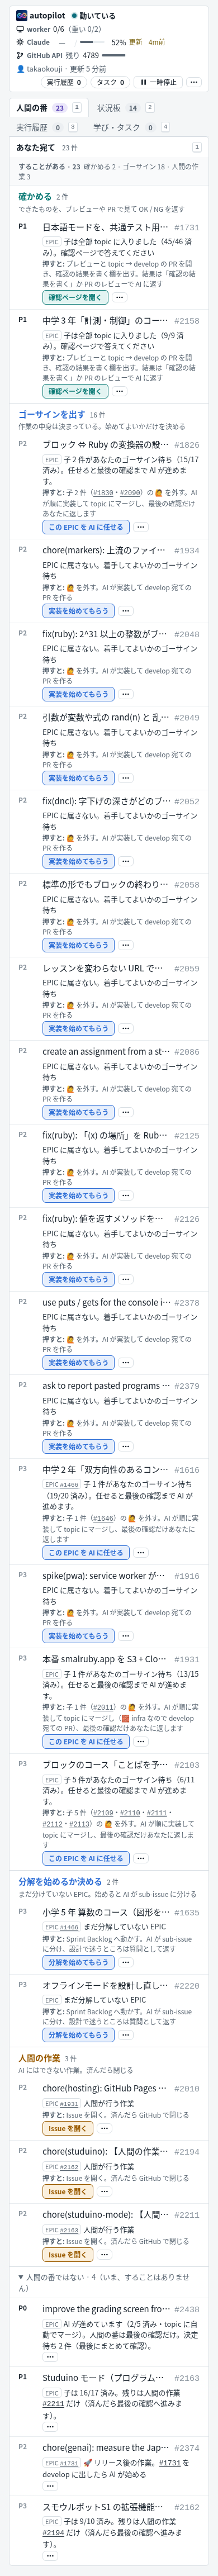 autopilot ● 動いている
worker 0/6（重い 0/2）
Claude — 52% 更新 4m前
GitHub API 残り 4789
takaokouji · 更新 5 分前
実行履歴 0 タスク 0 一時停止 …
人間の番 23 1 状況板 14 2
実行履歴 0 3 学び・タスク 0 4
あなた宛て 23 件 1
することがある · 23 確かめる 2 · ゴーサイン 18 · 人間の作
業 3
確かめる 2 件
できたものを、プレビューや PR で見て OK / NG を返す
P1 日本語モードを、共通テスト用… #1731
EPIC 子は全部 topic に入りました（45/46 済
み）。確認ページで答えてください
押すと: プレビューと topic → develop の PR を開
き、確認の結果を書く欄を出す。結果は「確認の結
果を書く」か PR のレビューで AI に返す
確認ページを開く …
P1 中学 3 年「計測・制御」のコー… #2158
EPIC 子は全部 topic に入りました（9/9 済
み）。確認ページで答えてください
押すと: プレビューと topic → develop の PR を開
き、確認の結果を書く欄を出す。結果は「確認の結
果を書く」か PR のレビューで AI に返す
確認ページを開く …
ゴーサインを出す 16 件
作業の中身は決まっている。始めてよいかだけを決める
P2 ブロック ⇔ Ruby の変換器の設… #1826
EPIC 子 2 件があなたのゴーサイン待ち（15/17
済み）。任せると最後の確認まで AI が進めま
す。
押すと: 子 2 件（#1830・#2090）の 🙋 を外す。AI
が順に実装して topic にマージし、最後の確認だけ
あなたに返します
この EPIC を AI に任せる …
P2 chore(markers): 上流のファイ… #1934
EPIC に属さない。着手してよいかのゴーサイン
待ち
押すと: 🙋 を外す。AI が実装して develop 宛ての
PR を作る
実装を始めてもらう …
P2 fix(ruby): 2^31 以上の整数がブ… #2048
EPIC に属さない。着手してよいかのゴーサイン
待ち
押すと: 🙋 を外す。AI が実装して develop 宛ての
PR を作る
実装を始めてもらう …
P2 引数が変数や式の rand(n) と 乱… #2049
EPIC に属さない。着手してよいかのゴーサイン
待ち
押すと: 🙋 を外す。AI が実装して develop 宛ての
PR を作る
実装を始めてもらう …
P2 fix(dncl): 字下げの深さがどのブ… #2052
EPIC に属さない。着手してよいかのゴーサイン
待ち
押すと: 🙋 を外す。AI が実装して develop 宛ての
PR を作る
実装を始めてもらう …
P2 標準の形でもブロックの終わり… #2058
EPIC に属さない。着手してよいかのゴーサイン
待ち
押すと: 🙋 を外す。AI が実装して develop 宛ての
PR を作る
実装を始めてもらう …
P2 レッスンを変わらない URL で… #2059
EPIC に属さない。着手してよいかのゴーサイン
待ち
押すと: 🙋 を外す。AI が実装して develop 宛ての
PR を作る
実装を始めてもらう …
P2 create an assignment from a st… #2086
EPIC に属さない。着手してよいかのゴーサイン
待ち
押すと: 🙋 を外す。AI が実装して develop 宛ての
PR を作る
実装を始めてもらう …
P2 fix(ruby): 「(x) の場所」を Rub… #2125
EPIC に属さない。着手してよいかのゴーサイン
待ち
押すと: 🙋 を外す。AI が実装して develop 宛ての
PR を作る
実装を始めてもらう …
P2 fix(ruby): 値を返すメソッドを… #2126
EPIC に属さない。着手してよいかのゴーサイン
待ち
押すと: 🙋 を外す。AI が実装して develop 宛ての
PR を作る
実装を始めてもらう …
P2 use puts / gets for the console i… #2378
EPIC に属さない。着手してよいかのゴーサイン
待ち
押すと: 🙋 を外す。AI が実装して develop 宛ての
PR を作る
実装を始めてもらう …
P2 ask to report pasted programs … #2379
EPIC に属さない。着手してよいかのゴーサイン
待ち
押すと: 🙋 を外す。AI が実装して develop 宛ての
PR を作る
実装を始めてもらう …
P3 中学 2 年「双方向性のあるコン… #1616
EPIC #1466 子 1 件があなたのゴーサイン待ち
（19/20 済み）。任せると最後の確認まで AI が
進めます。
押すと: 子 1 件（#1646）の 🙋 を外す。AI が順に実
装して topic にマージし、最後の確認だけあなたに
返します
この EPIC を AI に任せる …
P3 spike(pwa): service worker が… #1916
EPIC に属さない。着手してよいかのゴーサイン
待ち
押すと: 🙋 を外す。AI が実装して develop 宛ての
PR を作る
実装を始めてもらう …
P3 本番 smalruby.app を S3 + Clo… #1931
EPIC 子 1 件があなたのゴーサイン待ち（13/15
済み）。任せると最後の確認まで AI が進めま
す。
押すと: 子 1 件（#2011）の 🙋 を外す。AI が順に実
装して topic にマージし（🧱 infra なので develop
宛ての PR）、最後の確認だけあなたに返します
この EPIC を AI に任せる …
P3 ブロックのコース「ことばを予… #2103
EPIC 子 5 件があなたのゴーサイン待ち（6/11
済み）。任せると最後の確認まで AI が進めま
す。
押すと: 子 5 件（#2109・#2110・#2111・
#2112・#2113）の 🙋 を外す。AI が順に実装して
topic にマージし、最後の確認だけあなたに返しま
す
この EPIC を AI に任せる …
分解を始めるか決める 2 件
まだ分けていない EPIC。始めると AI が sub-issue に分ける
P3 小学 5 年 算数のコース（図形を… #1635
EPIC #1466 まだ分解していない EPIC
押すと: Sprint Backlog へ動かす。AI が sub-issue
に分け、設計で迷うところは質問として返す
分解を始めてもらう …
P3 オフラインモードを設計し直し… #2220
EPIC まだ分解していない EPIC
押すと: Sprint Backlog へ動かす。AI が sub-issue
に分け、設計で迷うところは質問として返す
分解を始めてもらう …
人間の作業 3 件
AI にはできない作業。済んだら閉じる
P2 chore(hosting): GitHub Pages … #2010
EPIC #1931 人間が行う作業
押すと: Issue を開く。済んだら GitHub で閉じる
Issue を開く …
P2 chore(studuino): 【人間の作業… #2194
EPIC #2162 人間が行う作業
押すと: Issue を開く。済んだら GitHub で閉じる
Issue を開く …
P2 chore(studuino-mode): 【人間… #2211
EPIC #2163 人間が行う作業
押すと: Issue を開く。済んだら GitHub で閉じる
Issue を開く …
▼ 人間の番ではない · 4（いま、することはありませ
ん）
P0 improve the grading screen fro… #2438
EPIC AI が進めています（2/5 済み・topic に自
動でマージ）。人間の番は最後の確認だけ。決定
待ち 2 件（最後にまとめて確認）。
…
P1 Studuino モード（プログラム… #2163
EPIC 子は 16/17 済み。残りは人間の作業
#2211 だけ（済んだら最後の確認へ進みま
す）。
…
P2 chore(genai): measure the Jap… #2374
EPIC #1731 🚀 リリース後の作業。#1731 を
develop に出したら AI が始める
…
P3 スモウルボットS1 の拡張機能… #2162
EPIC 子は 9/10 済み。残りは人間の作業
#2194 だけ（済んだら最後の確認へ進みま
す）。
…